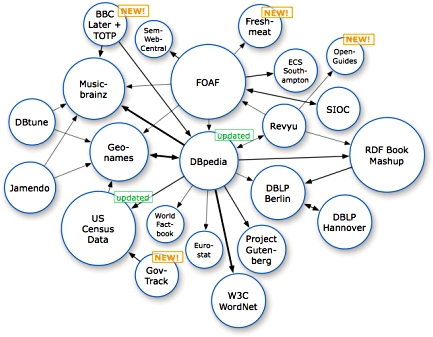 NEW!
BBC
Later +
TOTP
Sem-
Web-
Central
NEW!
Fresh-
meat
NEW!
Open-
Guides
FOAF
ECS
South-
ampton
Music-
brainz
SIOC
DBtune
Revyu
updated
Geo-
names
DBpedia
RDF Book
Mashup
Jamendo
updated
DBLP
Berlin
US
Census
Data
World
Fact-
book
DBLP
Hannover
Euro-
stat
Project
Guten-
berg
NEW!
Gov-
Track
W3C
WordNet